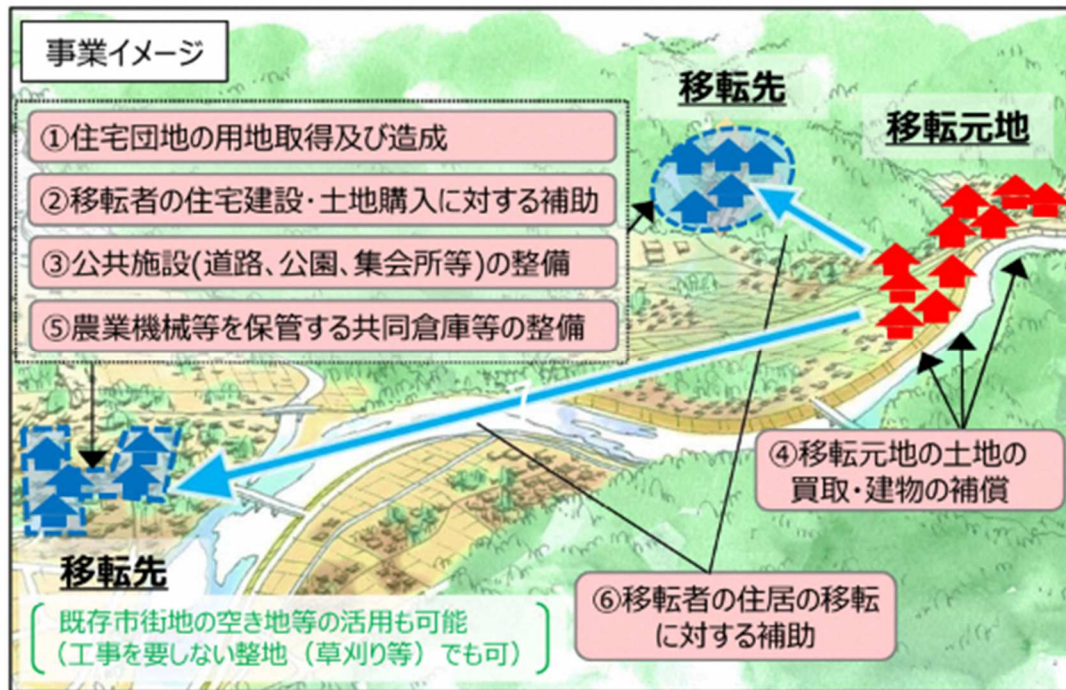 事業イメージ
移転先
移転元地
①住宅団地の用地取得及び造成
②移転者の住宅建設・土地購入に対する補助
③公共施設(道路、公園、集会所等)の整備
⑤農業機械等を保管する共同倉庫等の整備
④移転元地の土地の
買取・建物の補償
移転先
既存市街地の空き地等の活用も可能
（工事を要しない整地（草刈り等）でも可）
⑥移転者の住居の移転
に対する補助